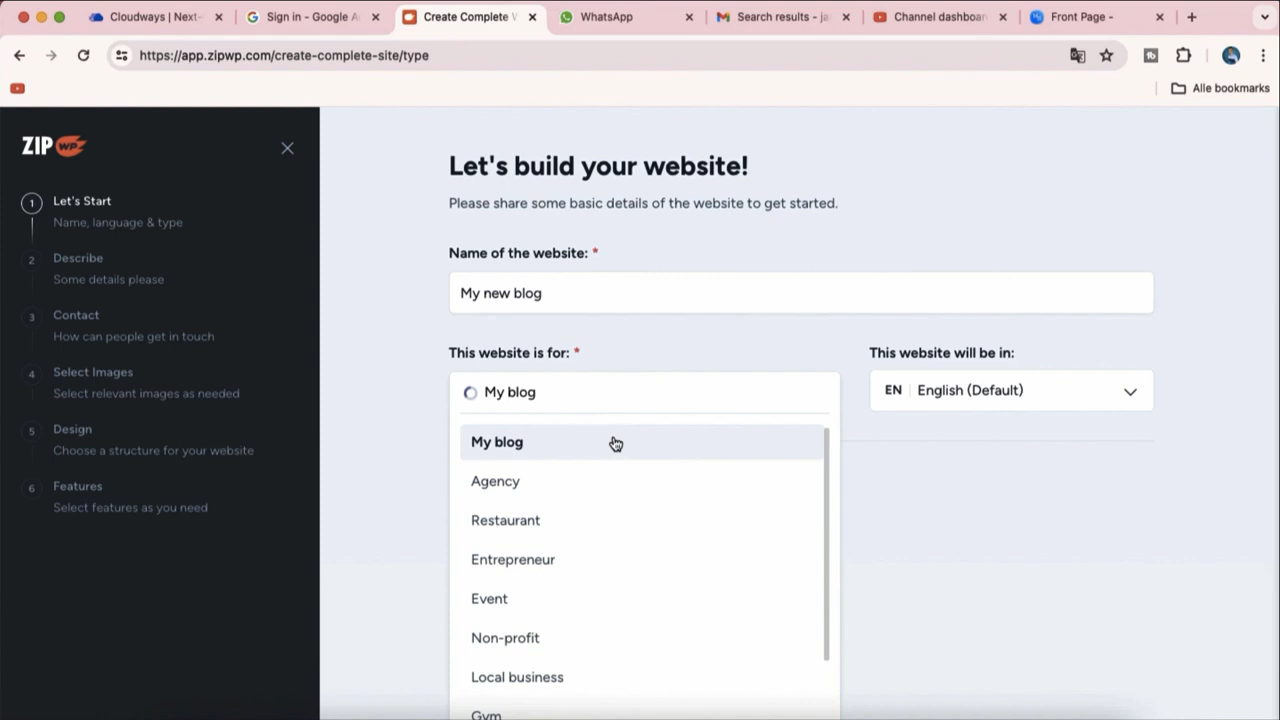 Cloudways | Next-
Sign in - Google A
Create Complete W
WhatsApp
Search results - ja
Channel dashboar
Front Page -
https://app.zipwp.com/create-complete-site/type
Alle bookmarks
ZIP WP
1 Let's Start
Name, language & type
2 Describe
Some details please
3 Contact
How can people get in touch
4 Select Images
Select relevant images as needed
5 Design
Choose a structure for your website
6 Features
Select features as you need
Let's build your website!
Please share some basic details of the website to get started.
Name of the website: *
My new blog
This website is for: *
This website will be in:
My blog
EN English (Default)
My blog
Agency
Restaurant
Entrepreneur
Event
Non-profit
Local business
Gym